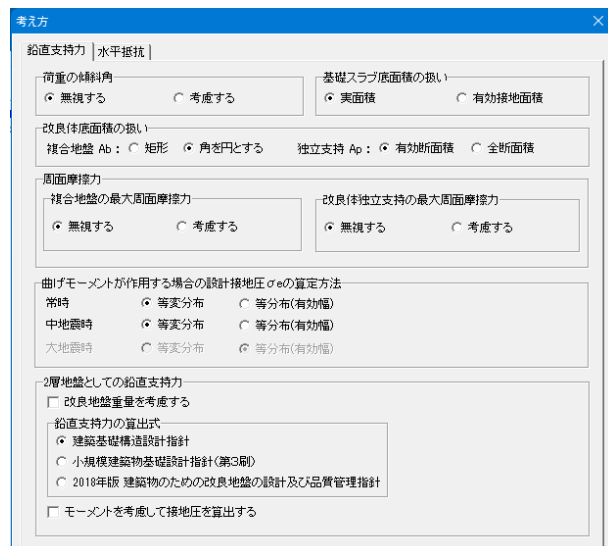 考え方
鉛直支持力 水平抵抗
荷重の傾斜角
無視する 考慮する
基礎スラブ底面積の扱い
実面積 有効接地面積
改良体底面積の扱い
複合地盤 Ab： 矩形 角を円とする 独立支持 Ap： 有効断面積 全断面積
周面摩擦力
複合地盤の最大周面摩擦力
無視する 考慮する
改良体独立支持の最大周面摩擦力
無視する 考慮する
曲げモーメントが作用する場合の設計接地圧σeの算定方法
常時 等変分布 等分布(有効幅)
中地震時 等変分布 等分布(有効幅)
大地震時 等変分布 等分布(有効幅)
2層地盤としての鉛直支持力
改良地盤重量を考慮する
鉛直支持力の算出式
建築基礎構造設計指針
小規模建築物基礎設計指針(第3刷)
2018年版 建築物のための改良地盤の設計及び品質管理指針
モーメントを考慮して接地圧を算出する